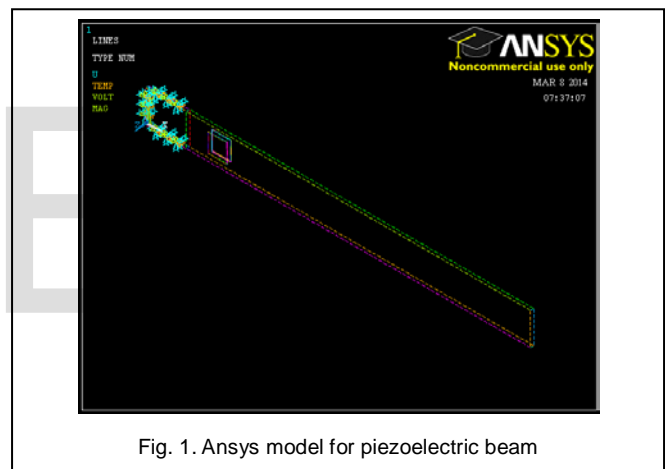 1
LINES
TYPE NUM
U
TEMP
VOLT
MAG
ANSYS
Noncommercial use only
MAR 8 2014
07:37:07
Fig. 1. Ansys model for piezoelectric beam